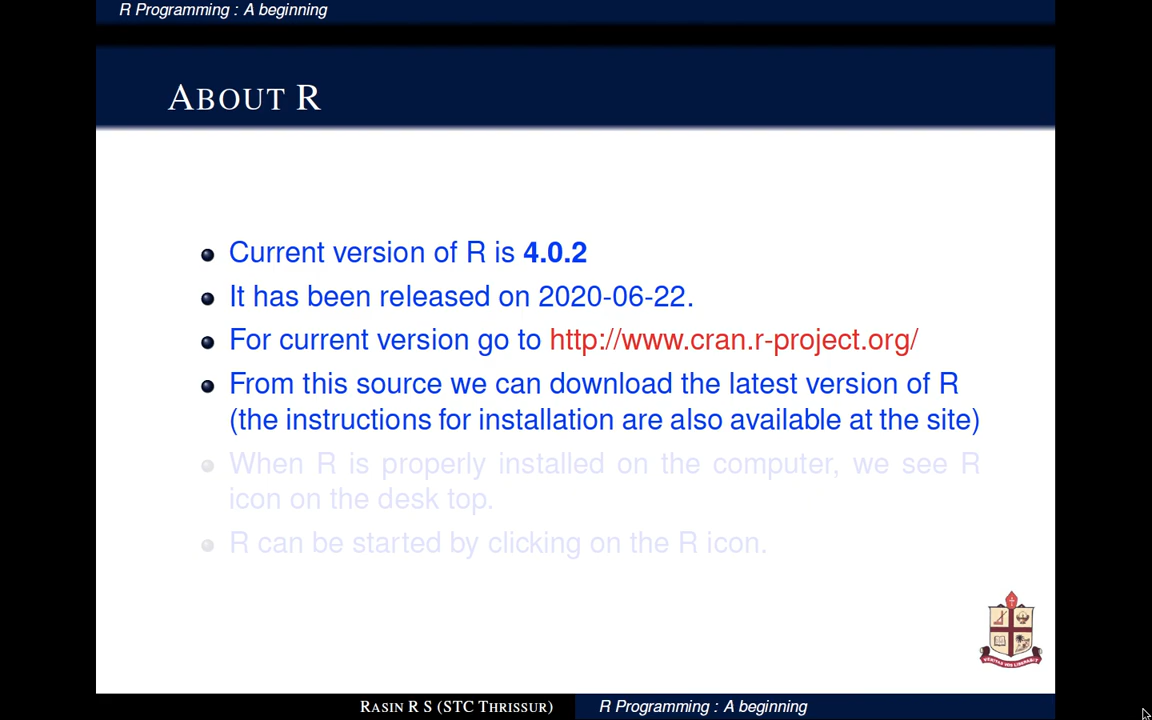 R Programming : A beginning
ABOUT R
Current version of R is 4.0.2
It has been released on 2020-06-22.
For current version go to http://www.cran.r-project.org/
From this source we can download the latest version of R
(the instructions for installation are also available at the site)
When R is properly installed on the computer, we see R
icon on the desk top.
R can be started by clicking on the R icon.
RASIN R S (STC THRISSUR)
R Programming : A beginning